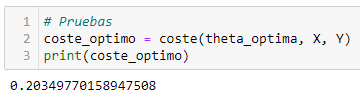 1 # Pruebas
2 coste_optimo = coste(theta_optima, X, Y)
3 print(coste_optimo)
0.20349770158947508